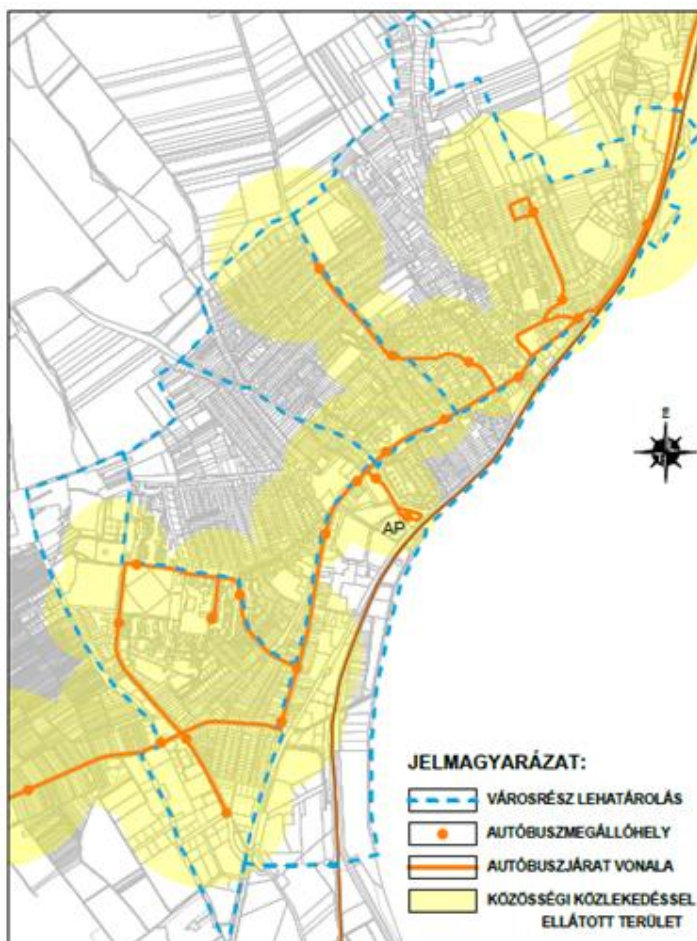 AP
JELMAGYARÁZAT:
VÁROSRÉSZ LEHATÁROLÁS
AUTÓBUSZMEGÁLLÓHELY
AUTÓBUSZJÁRAT VONALA
KÖZÖSSÉGI KÖZLEKEDÉSSEL
ELLÁTOTT TERÜLET